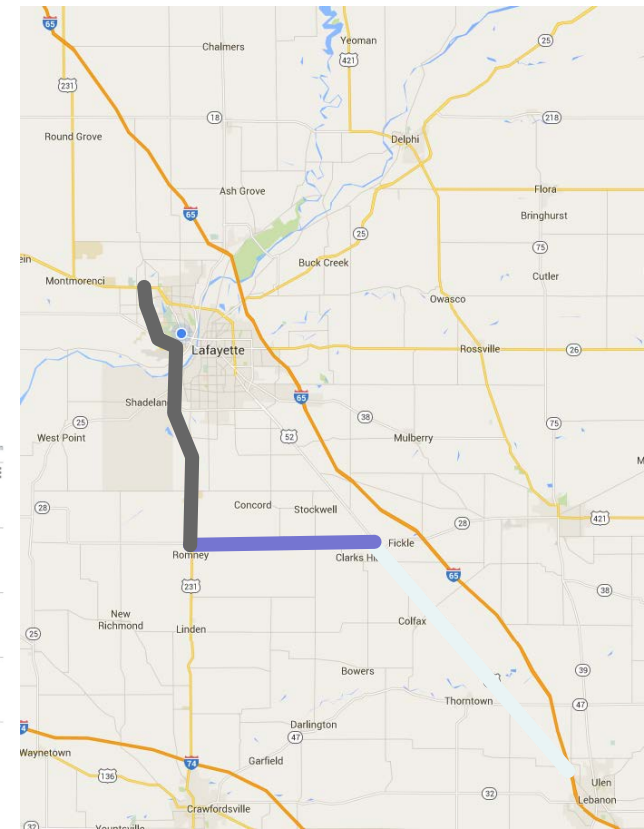 65
Chalmers
Yeoman
25
421
231
18
218
Round Grove
Delphi
Ash Grove
Flora
65
Bringhurst
25
75
Buck Creek
Montmorenci
Cutler
Owasco
Lafayette
Rossville
26
65
Shadeland
38
25
75
52
West Point
Mulberry
28
Concord
Stockwell
421
28
Fickle
Romney
Clarks Hi
65
231
38
New
Richmond
Linden
Colfax
25
39
Bowers
Thorntown
47
Darlington
47
Waynetown
74
Garfield
136
Ulen
32
Lebanon
Crawfordsville
32